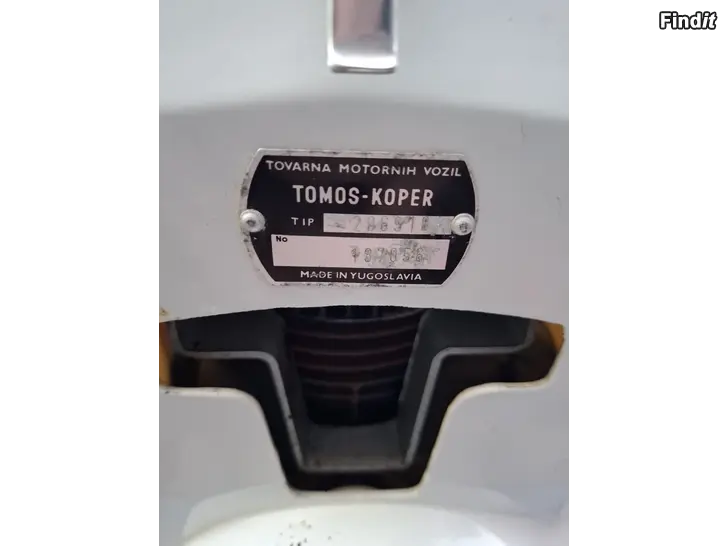 Findit
TOVARNA MOTORNIH VOZIL
TOMOS-KOPER
TIP
No
MADE IN YUGOSLAVIA